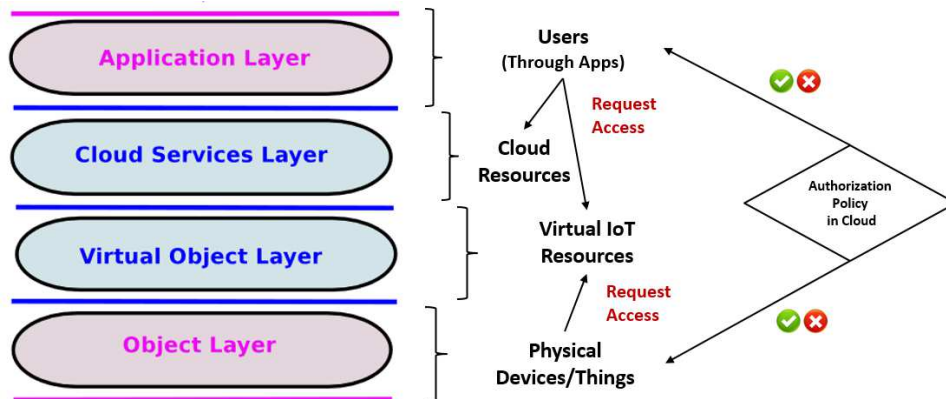 Application Layer
Cloud Services Layer
Virtual Object Layer
Object Layer
Users
(Through Apps)
Request
Access
Cloud
Resources
Virtual IoT
Resources
Request
Access
Physical
Devices/Things
Authorization
Policy
in Cloud